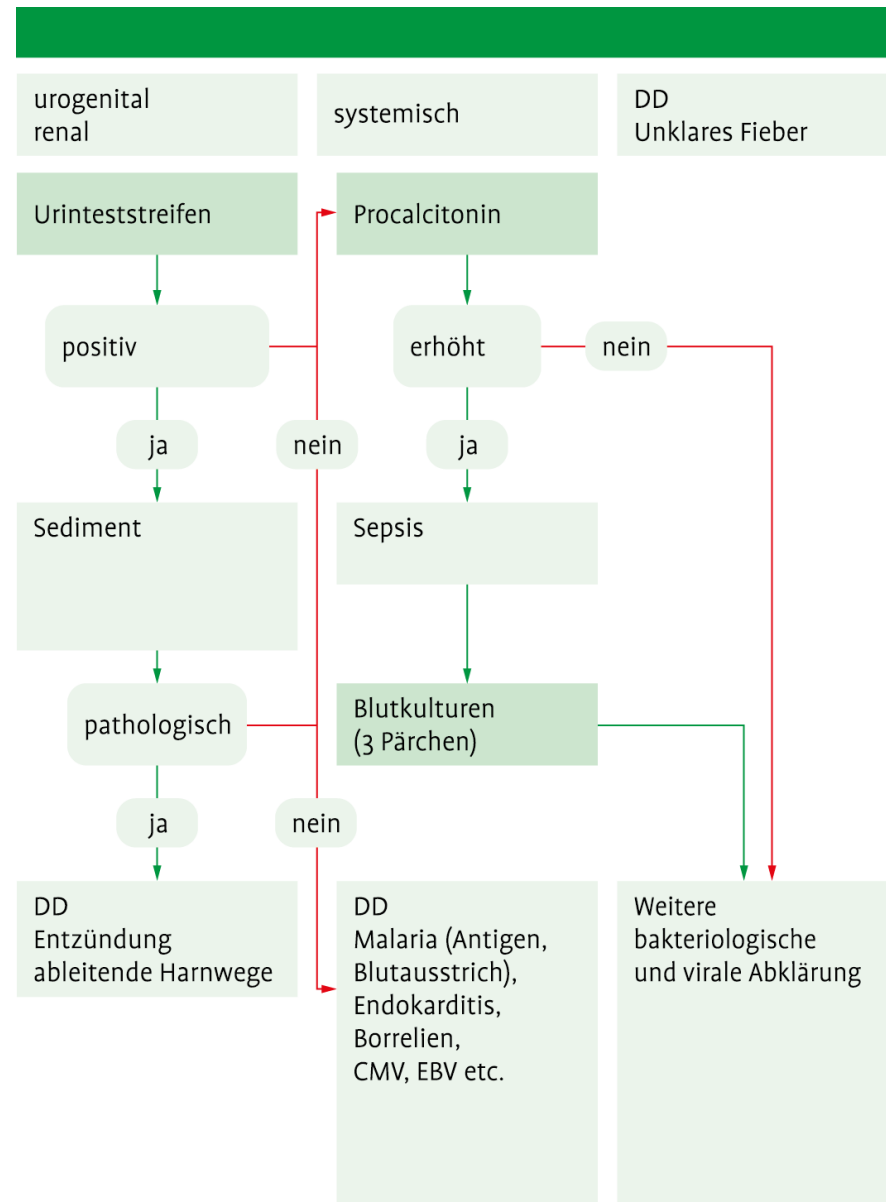 urogenital
renal
systemisch
DD
Unklares Fieber
Urinteststreifen
Procalcitonin
positiv
erhöht
nein
ja
nein
ja
Sediment
Sepsis
pathologisch
Blutkulturen
(3 Pärchen)
ja
nein
DD
Entzündung
ableitende Harnwege
DD
Malaria (Antigen,
Blutausstrich),
Endokarditis,
Borrelien,
CMV, EBV etc.
Weitere
bakteriologische
und virale Abklärung